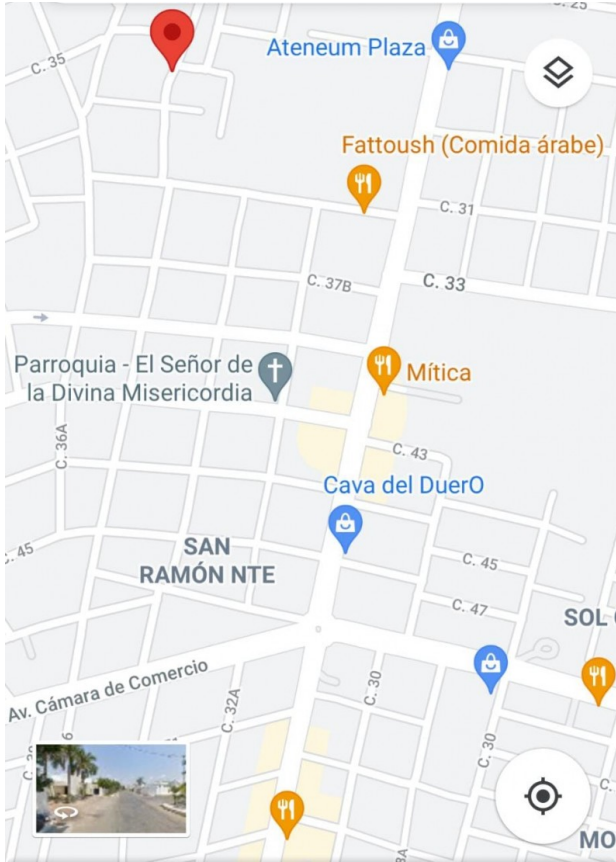 C. 25
C. 35
Ateneum Plaza
Fattoush (Comida árabe)
C. 31
C. 37B
C. 33
Parroquia - El Señor de
la Divina Misericordia
Mítica
C. 36A
C. 43
Cava del DuerO
C. 45
SAN
RAMÓN NTE
C. 45
C. 47
SOL
Av. Cámara de Comercio
C. 30
C. 32A
C. 30
C.
MO